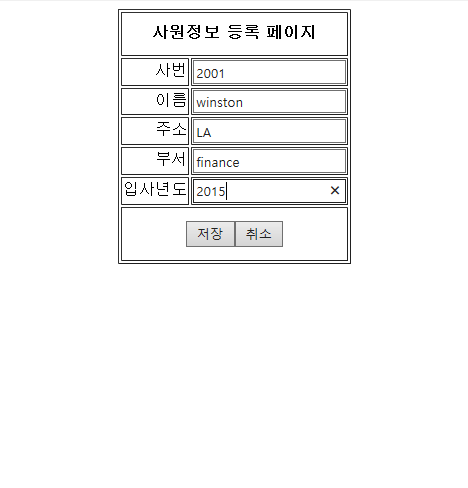 사원정보 등록 페이지
사번 2001
이름 winston
주소 LA
부서 finance
입사년도 2015 ✕
저장 취소